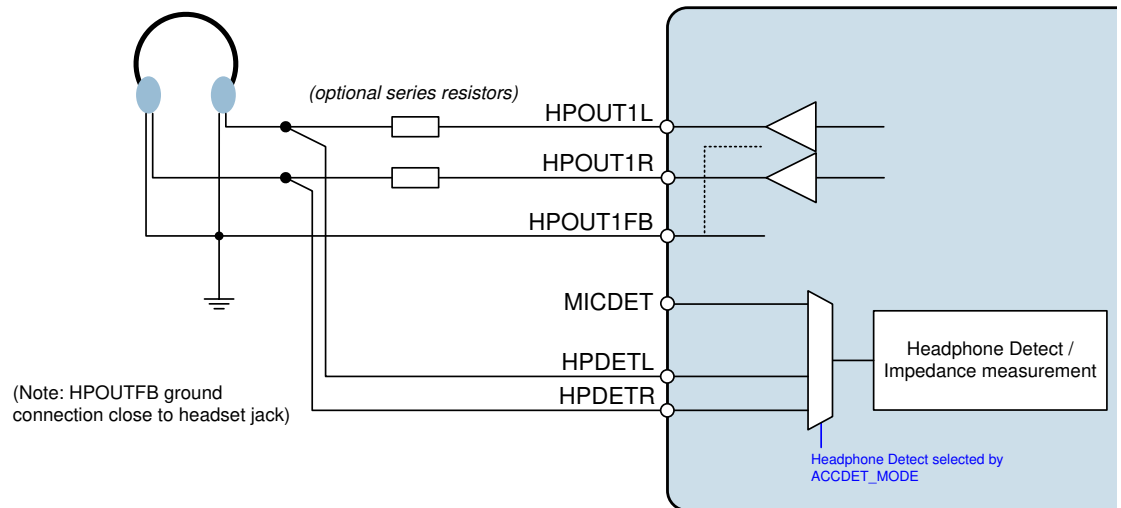 (optional series resistors)
HPOUT1L
HPOUT1R
HPOUT1FB
MICDET
HPDETL
HPDETR
Headphone Detect /
Impedance measurement
(Note: HPOUTFB ground
connection close to headset jack)
Headphone Detect selected by
ACCDET_MODE